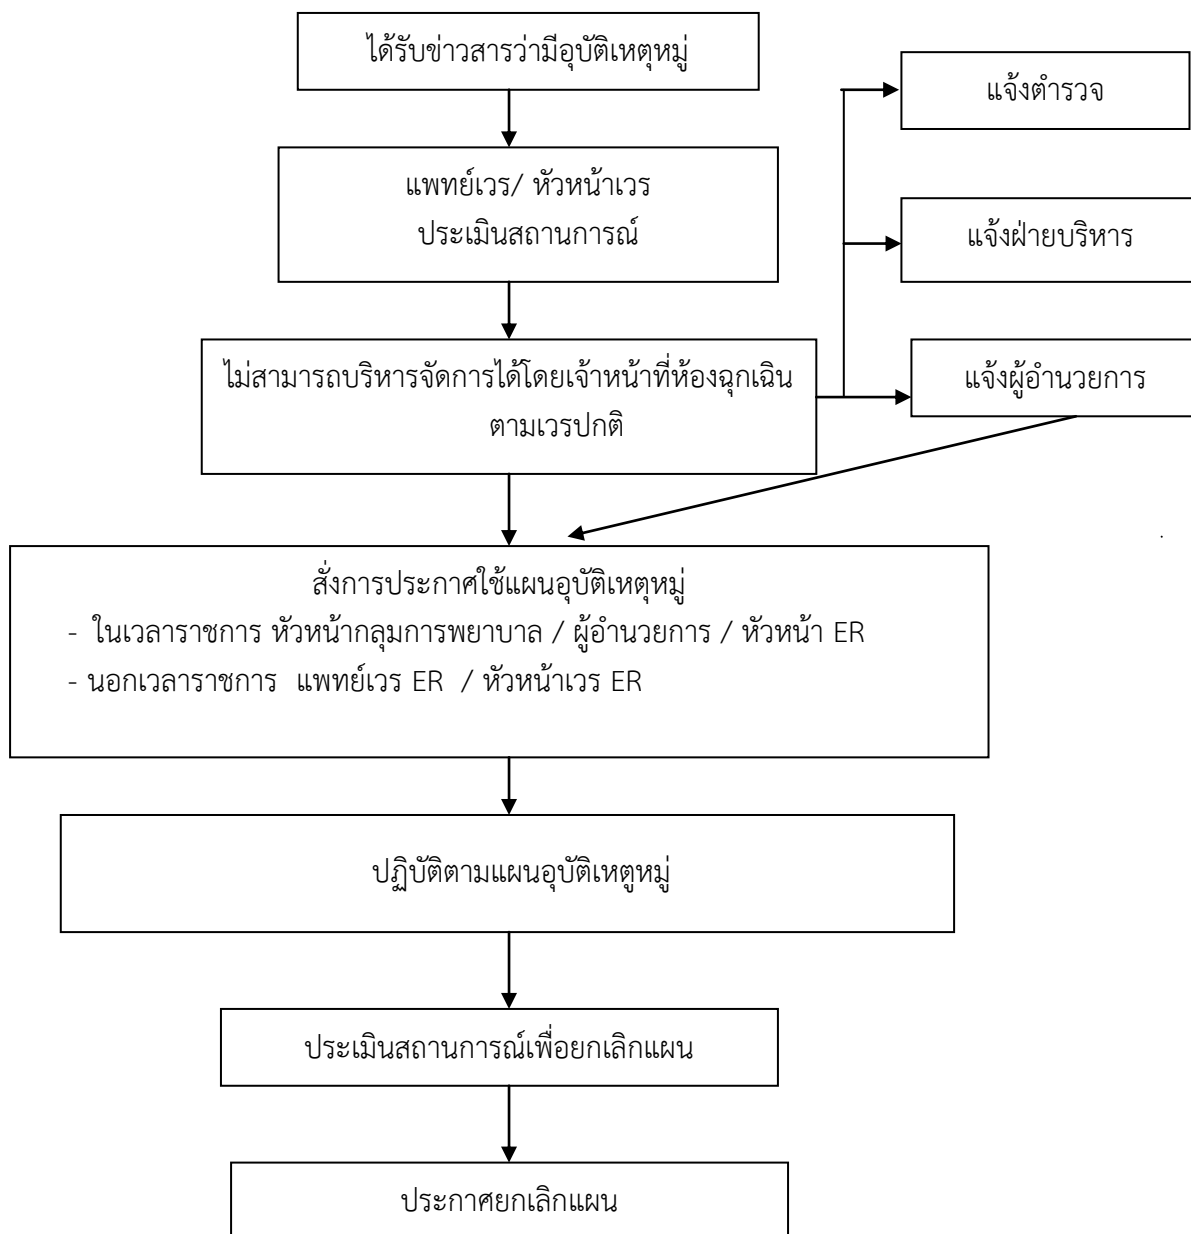 ได้รับข่าวสารว่ามีอุบัติเหตุหมู่
แจ้งตำรวจ
แพทย์เวร/ หัวหน้าเวร
ประเมินสถานการณ์
แจ้งฝ่ายบริหาร
ไม่สามารถบริหารจัดการได้โดยเจ้าหน้าที่ห้องฉุกเฉิน
ตามเวรปกติ
แจ้งผู้อำนวยการ
สั่งการประกาศใช้แผนอุบัติเหตุหมู่
- ในเวลาราชการ หัวหน้ากลุมการพยาบาล / ผู้อำนวยการ / หัวหน้า ER
- นอกเวลาราชการ แพทย์เวร ER / หัวหน้าเวร ER
ปฏิบัติตามแผนอุบัติเหตูหมู่
ประเมินสถานการณ์เพื่อยกเลิกแผน
ประกาศยกเลิกแผน